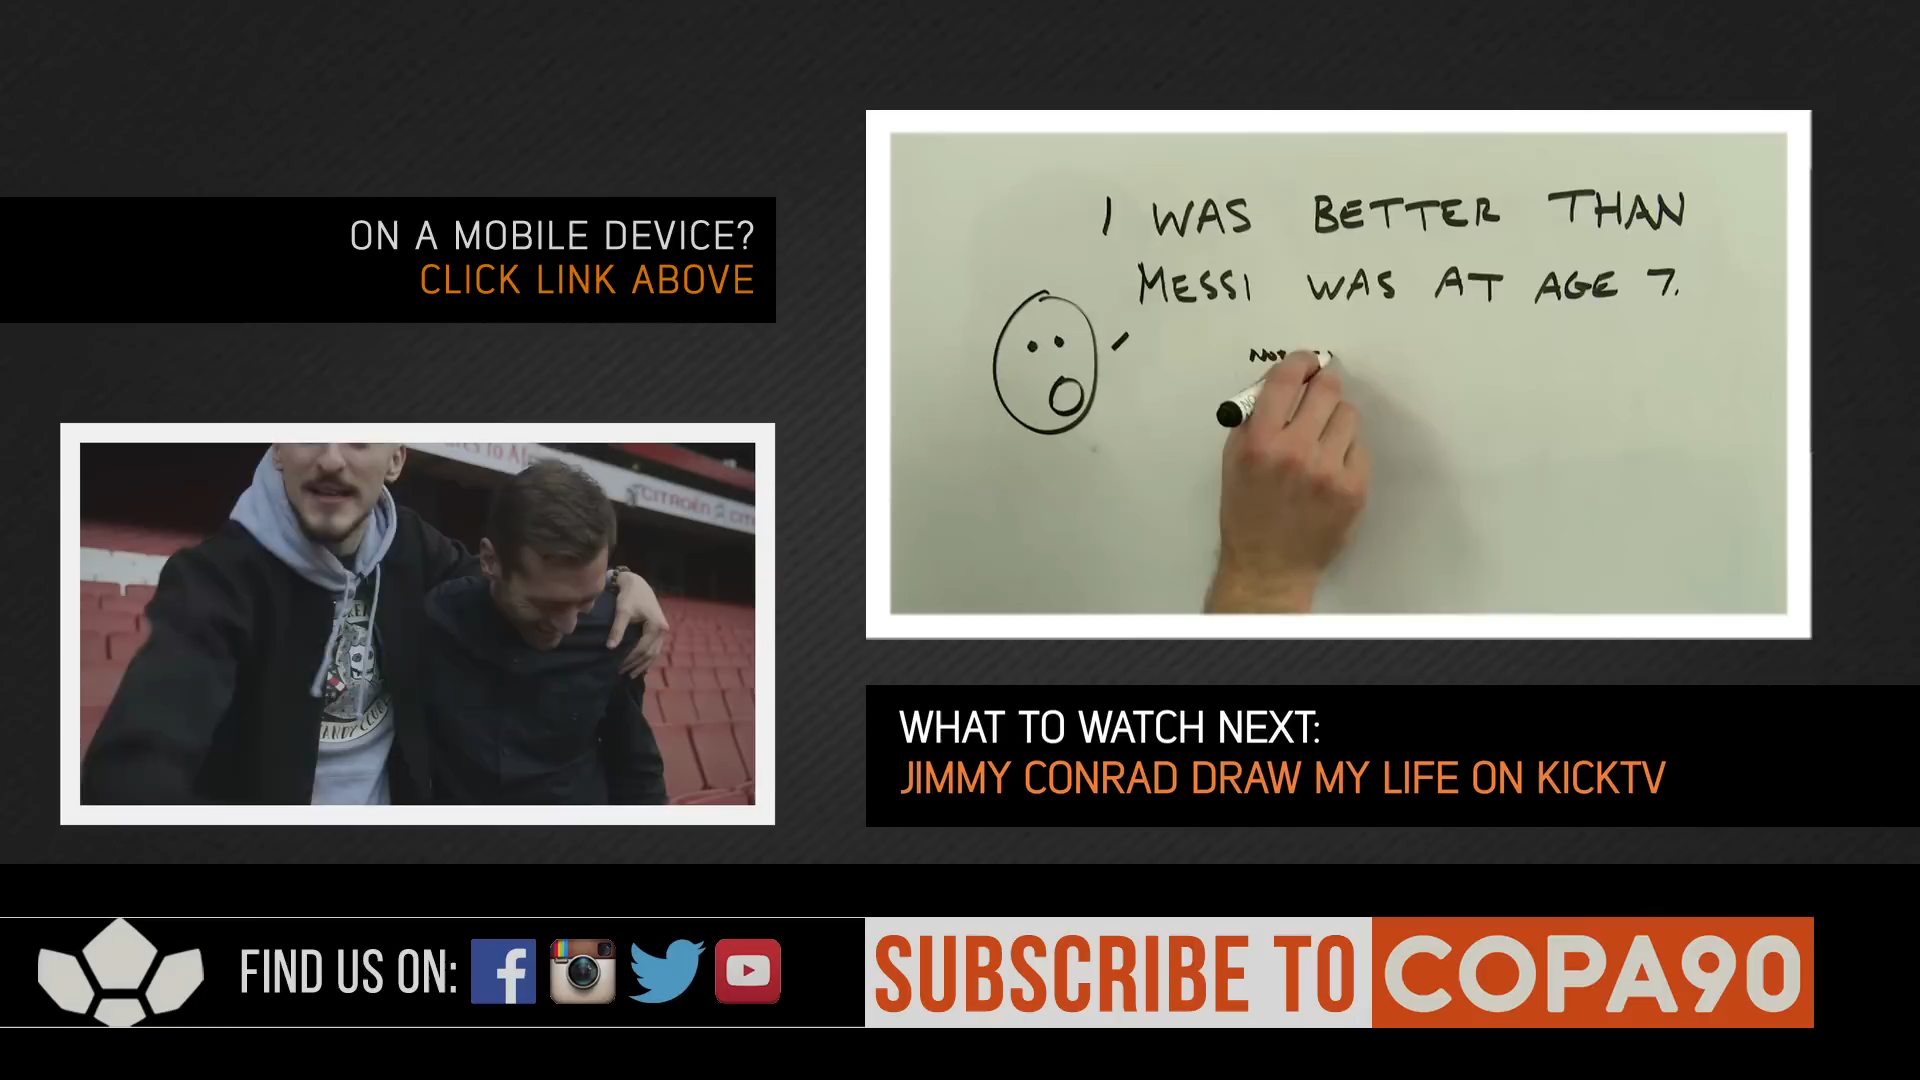 ON A MOBILE DEVICE?
CLICK LINK ABOVE
I WAS BETTER THAN
MESSI WAS AT AGE 7.
CITROËN
WHAT TO WATCH NEXT:
JIMMY CONRAD DRAW MY LIFE ON KICKTV
FIND US ON:
SUBSCRIBE TO COPA90